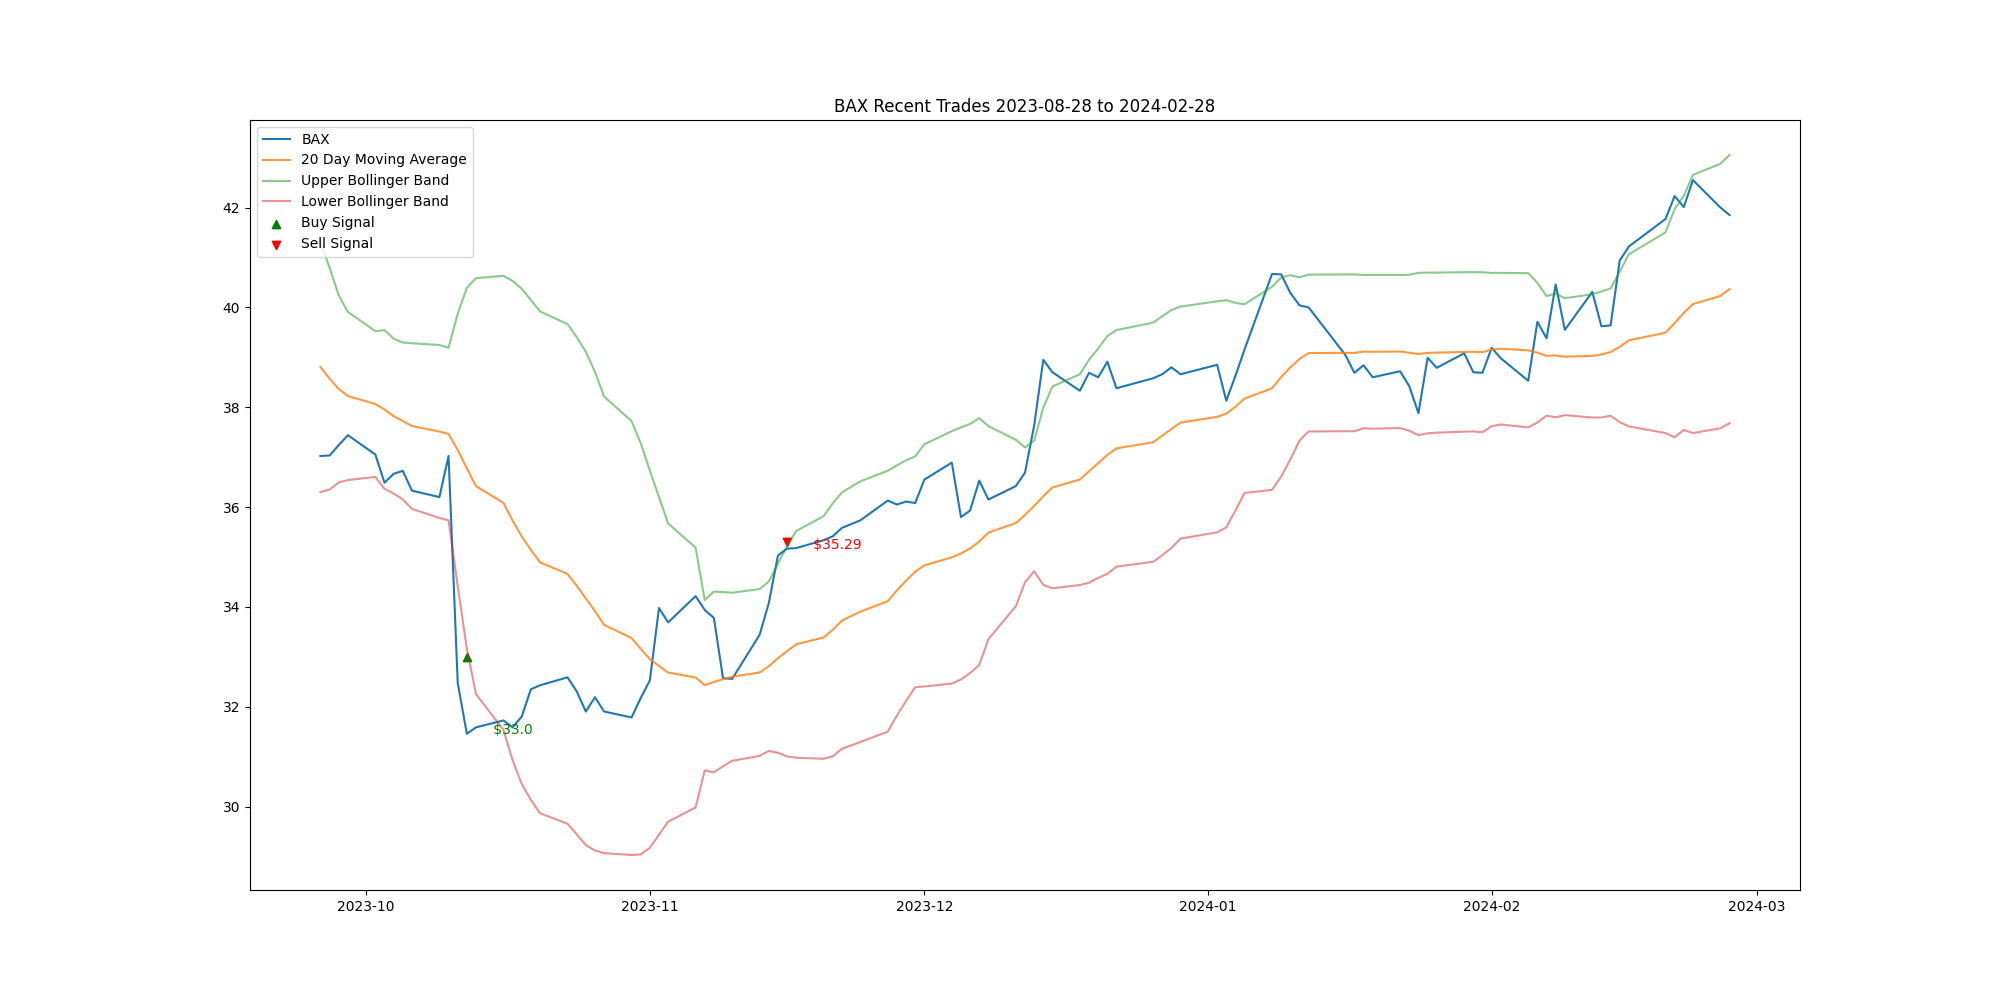 BAX Recent Trades 2023-08-28 to 2024-02-28
BAX
20 Day Moving Average
Upper Bollinger Band
Lower Bollinger Band
Buy Signal
Sell Signal
42
40
38
36
34
32
30
$35.29
$33.0
2023-10
2023-11
2023-12
2024-01
2024-02
2024-03